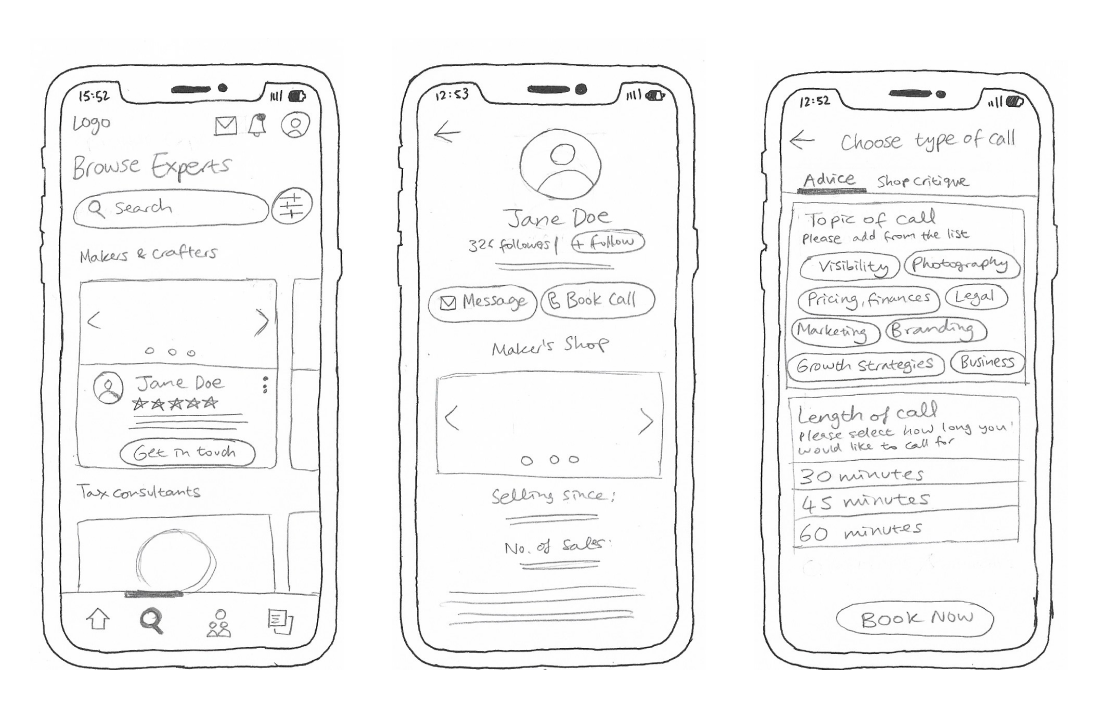 15:52
Logo
Browse Experts
Search
Makers & Crafters
Jane Doe
Get in touch
Tax consultants
12:53
Jane Doe
326 followes | + follow
Message
Book Call
Maker's Shop
Selling since:
No. of sales:
12:52
Choose type of call
Advice
Shop critique
Topic of call
Please add from the list
Visibility
Photography
Pricing, finances
Legal
Marketing
Branding
Growth Strategies
Business
Length of call
Please select how long you'
would like to call for
30 minutes
45 minutes
60 minutes
BOOK NOW